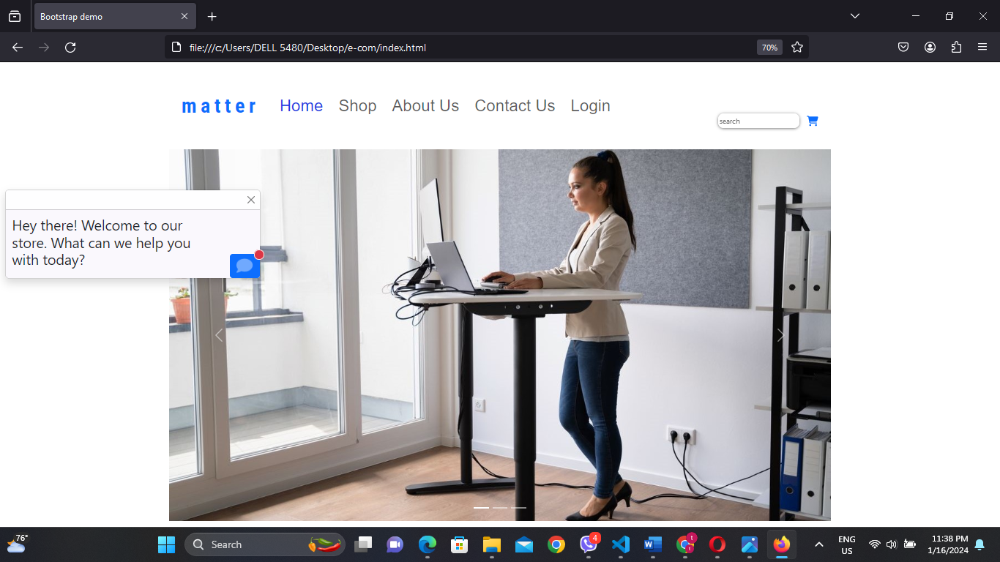 Bootstrap demo
file:///c:/Users/DELL 5480/Desktop/e-com/index.html
70%
matter
Home
Shop
About Us
Contact Us
Login
search
Hey there! Welcome to our
store. What can we help you
with today?
76°
Search
4
t
t
ENG
US
11:38 PM
1/16/2024